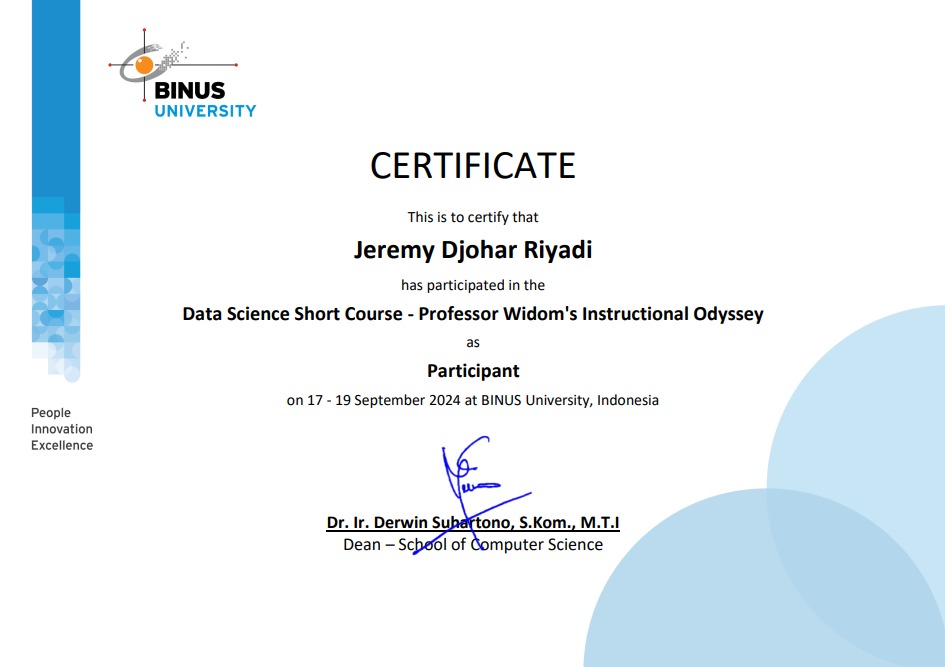 BINUS
UNIVERSITY
CERTIFICATE
This is to certify that
Jeremy Djohar Riyadi
has participated in the
Data Science Short Course - Professor Widom's Instructional Odyssey
as
Participant
on 17 - 19 September 2024 at BINUS University, Indonesia
People
Innovation
Excellence
Dr. Ir. Derwin Suhartono, S.Kom., M.T.I
Dean – School of Computer Science